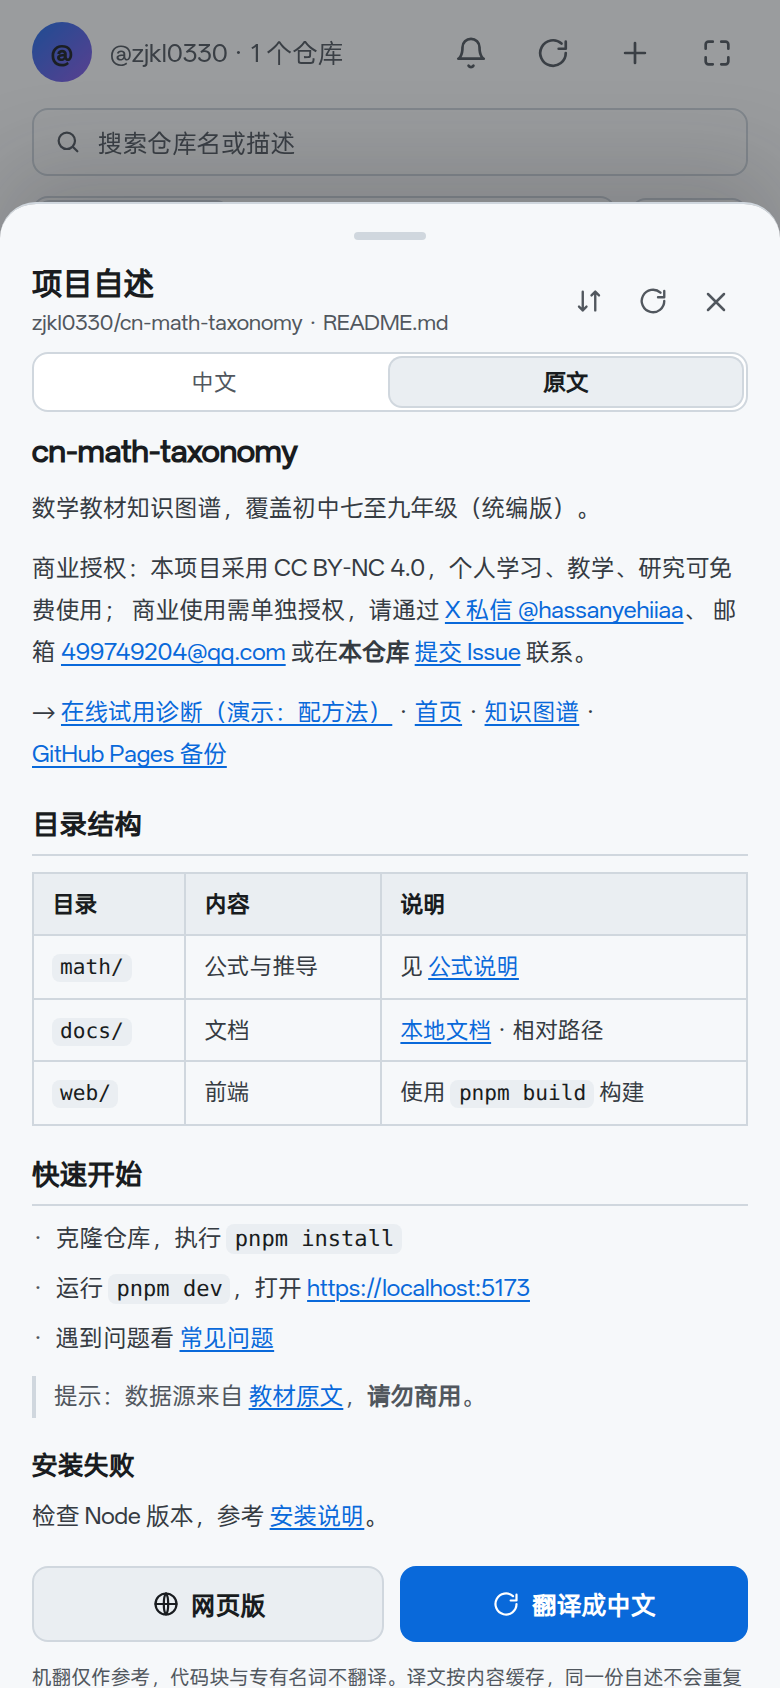 @ @zjkl0330 · 1 个仓库
搜索仓库名或描述
项目自述
zjkl0330/cn-math-taxonomy · README.md
中文 原文
cn-math-taxonomy
数学教材知识图谱，覆盖初中七至九年级（统编版）。
商业授权：本项目采用 CC BY-NC 4.0，个人学习、教学、研究可免
费使用； 商业使用需单独授权，请通过 X 私信 @hassanyehiiaa、 邮
箱 499749204@qq.com 或在本仓库 提交 Issue 联系。
→ 在线试用诊断（演示：配方法） · 首页 · 知识图谱 ·
GitHub Pages 备份
目录结构
目录 内容 说明
math/ 公式与推导 见 公式说明
docs/ 文档 本地文档 · 相对路径
web/ 前端 使用 pnpm build 构建
快速开始
· 克隆仓库，执行 pnpm install
· 运行 pnpm dev，打开 https://localhost:5173
· 遇到问题看 常见问题
提示：数据源来自 教材原文，请勿商用。
安装失败
检查 Node 版本，参考 安装说明。
网页版 翻译成中文
机翻仅作参考，代码块与专有名词不翻译。译文按内容缓存，同一份自述不会重复